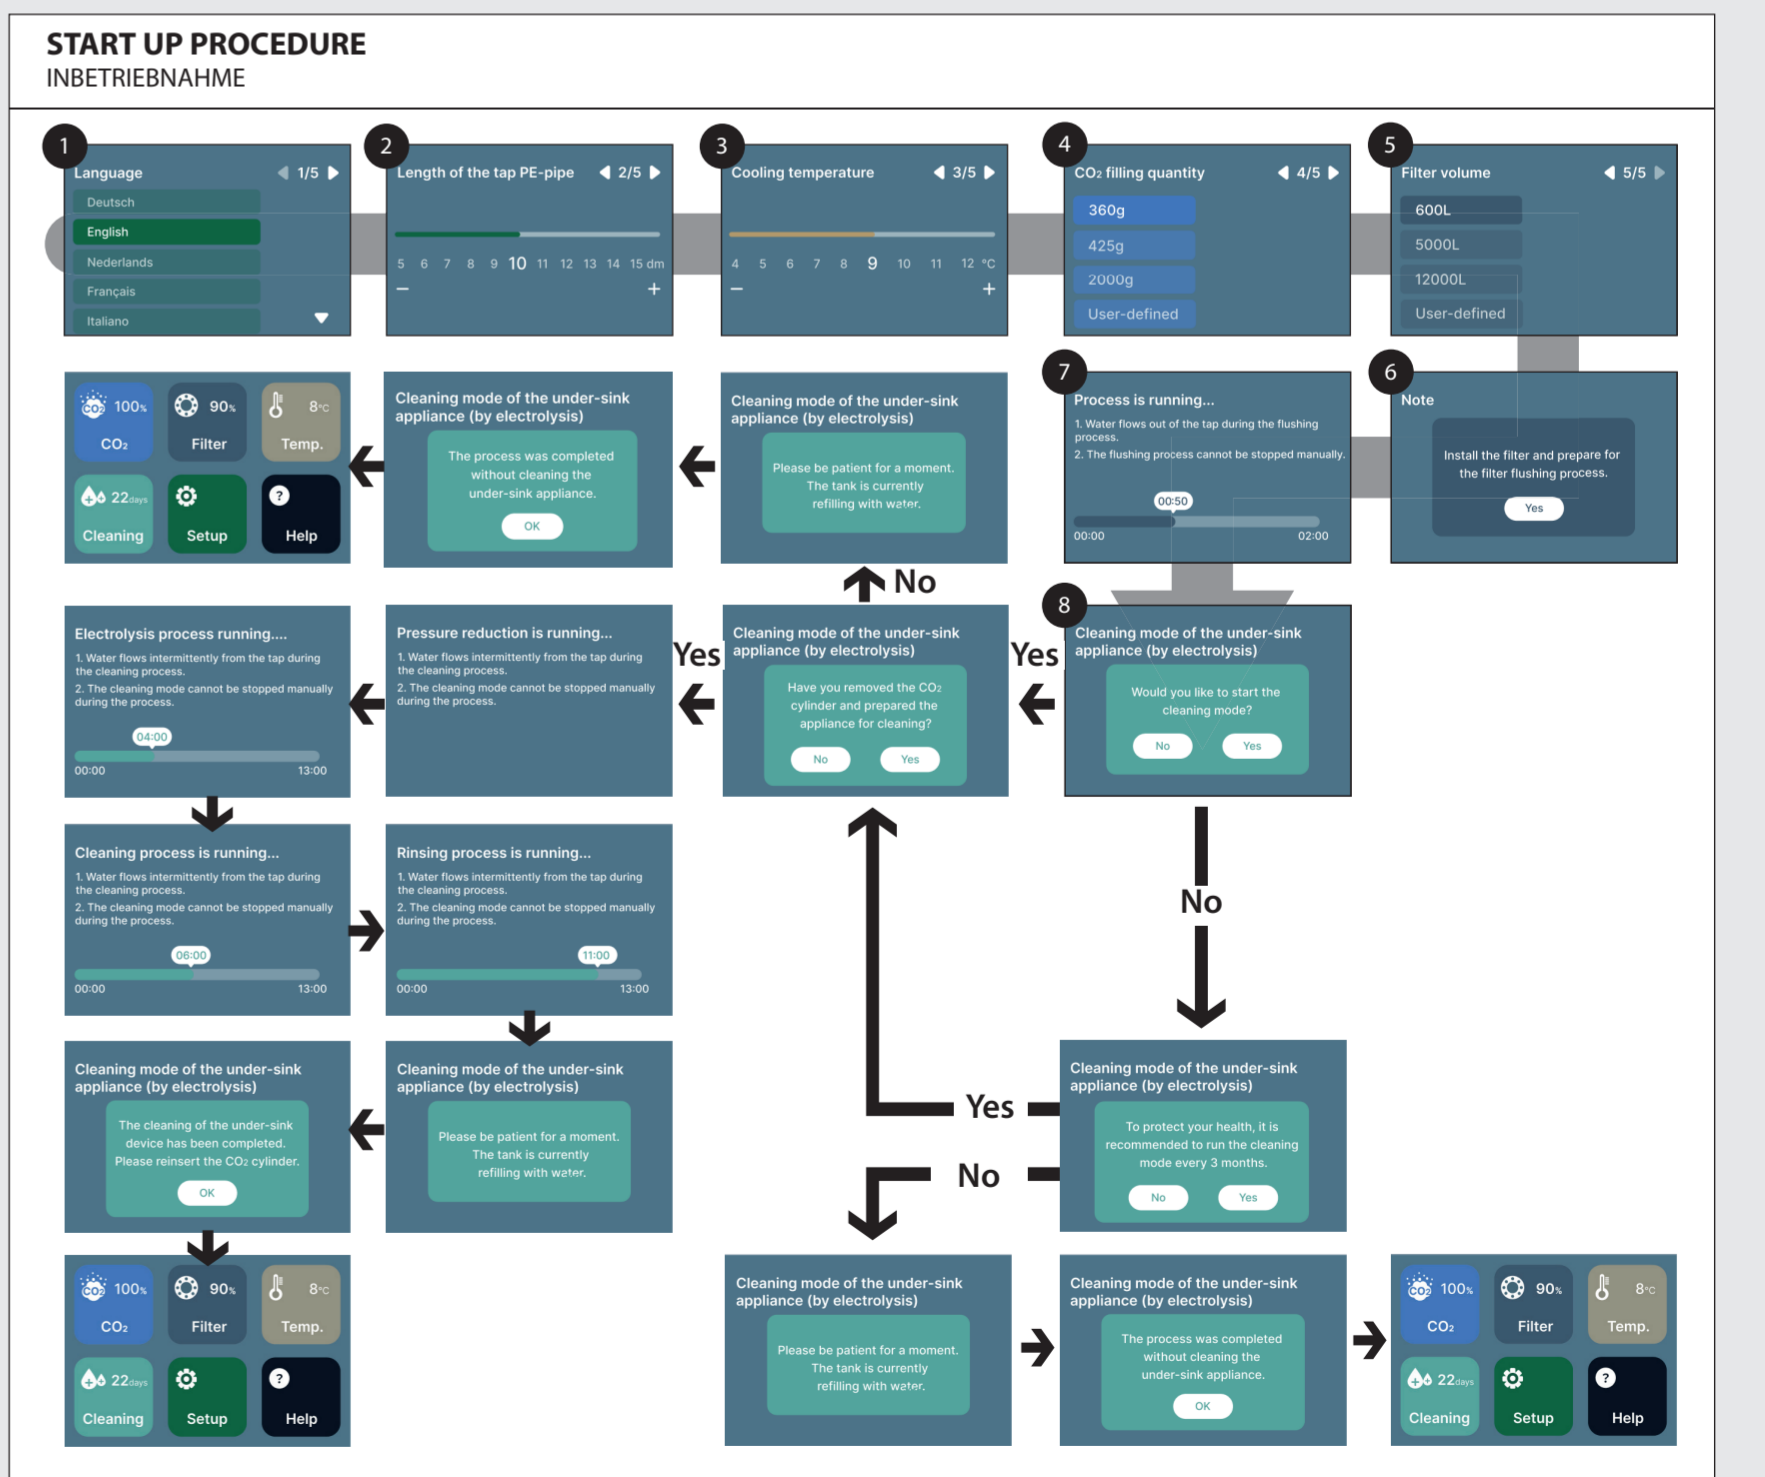 START UP PROCEDURE
INBETRIEBNAHME
1
Language
1/5
Deutsch
English
Nederlands
Français
Italiano
2
Length of the tap PE-pipe
2/5
5 6 7 8 9 10 11 12 13 14 15 dm
− +
3
Cooling temperature
3/5
4 5 6 7 8 9 10 11 12 °C
− +
4
CO₂ filling quantity
4/5
360g
425g
2000g
User-defined
5
Filter volume
5/5
600L
5000L
12000L
User-defined
CO2 100%
CO₂
90%
Filter
8°C
Temp.
22days
Cleaning
Setup
?
Help
Cleaning mode of the under-sink
appliance (by electrolysis)
The process was completed
without cleaning the
under-sink appliance.
OK
Cleaning mode of the under-sink
appliance (by electrolysis)
Please be patient for a moment.
The tank is currently
refilling with water.
7
Process is running...
1. Water flows out of the tap during the flushing
process.
2. The flushing process cannot be stopped manually.
00:50
00:00 02:00
6
Note
Install the filter and prepare for
the filter flushing process.
Yes
No
Electrolysis process running....
1. Water flows intermittently from the tap during
the cleaning process.
2. The cleaning mode cannot be stopped manually
during the process.
04:00
00:00 13:00
Pressure reduction is running...
1. Water flows intermittently from the tap during
the cleaning process.
2. The cleaning mode cannot be stopped manually
during the process.
Yes
Cleaning mode of the under-sink
appliance (by electrolysis)
Have you removed the CO₂
cylinder and prepared the
appliance for cleaning?
No Yes
Yes
8
Cleaning mode of the under-sink
appliance (by electrolysis)
Would you like to start the
cleaning mode?
No Yes
Cleaning process is running...
1. Water flows intermittently from the tap during
the cleaning process.
2. The cleaning mode cannot be stopped manually
during the process.
06:00
00:00 13:00
Rinsing process is running...
1. Water flows intermittently from the tap during
the cleaning process.
2. The cleaning mode cannot be stopped manually
during the process.
11:00
00:00 13:00
No
Cleaning mode of the under-sink
appliance (by electrolysis)
The cleaning of the under-sink
device has been completed.
Please reinsert the CO₂ cylinder.
OK
Cleaning mode of the under-sink
appliance (by electrolysis)
Please be patient for a moment.
The tank is currently
refilling with water.
Yes
No
Cleaning mode of the under-sink
appliance (by electrolysis)
To protect your health, it is
recommended to run the cleaning
mode every 3 months.
No Yes
CO2 100%
CO₂
90%
Filter
8°C
Temp.
22days
Cleaning
Setup
?
Help
Cleaning mode of the under-sink
appliance (by electrolysis)
Please be patient for a moment.
The tank is currently
refilling with water.
Cleaning mode of the under-sink
appliance (by electrolysis)
The process was completed
without cleaning the
under-sink appliance.
OK
CO2 100%
CO₂
90%
Filter
8°C
Temp.
22days
Cleaning
Setup
?
Help